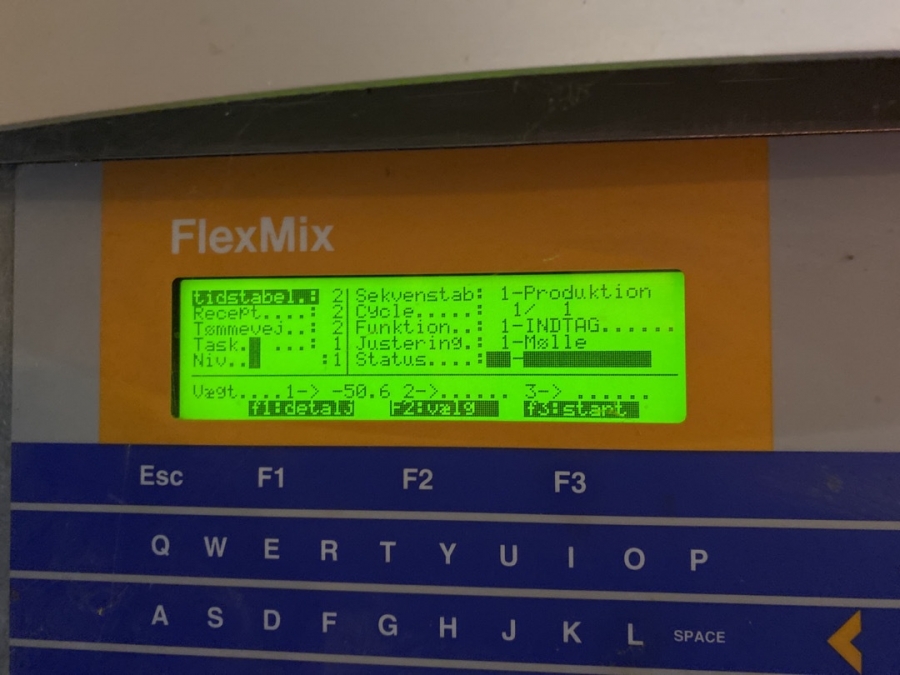 FlexMix
tidstabel.: 2 Sekvenstab: 1-Produktion
Recept....: 2 Cycle.....: 1/ 1
Tømmevej..: 2 Funktion..: 1-INDTAG......
Task. ...: 1 Justering.: 1-Mølle
Niv.. :1 Status....: -
Vægt....1-> -50.6 2->...... 3-> ......
f1:detalj F2:vælg f3:start
Esc F1 F2 F3
Q W E R T Y U I O P
A S D F G H J K L SPACE